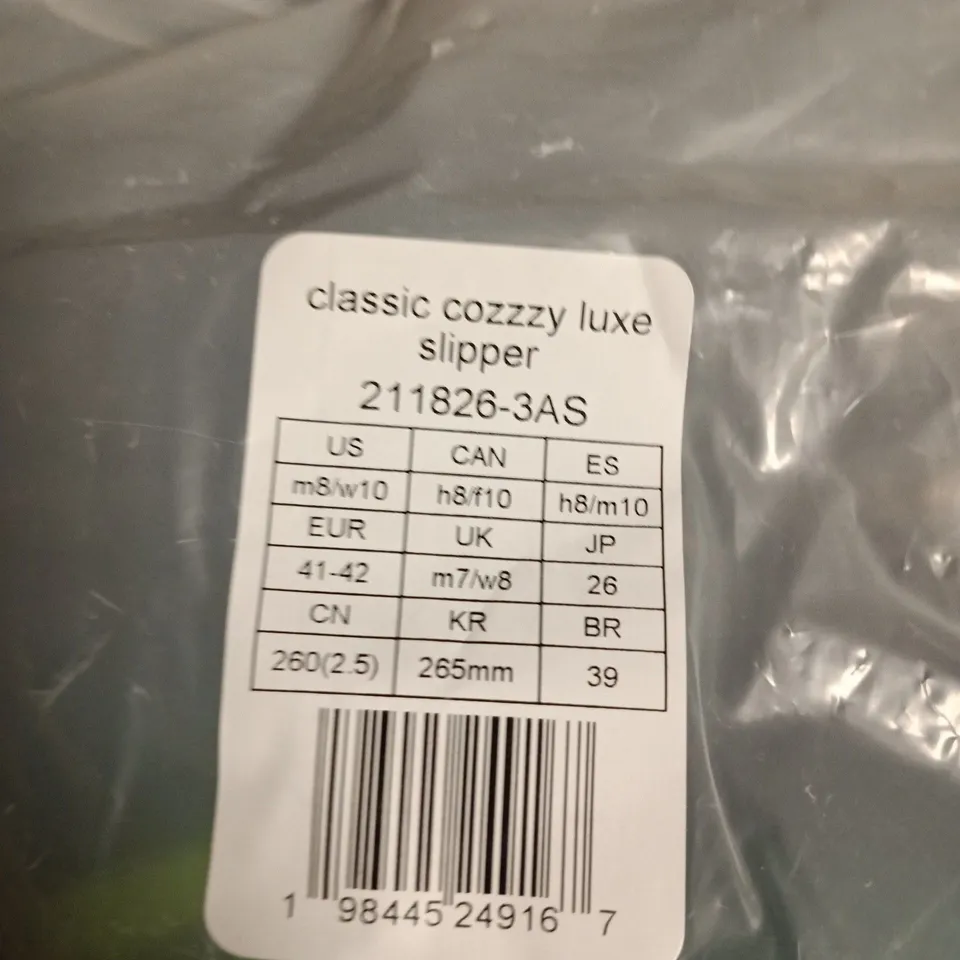 classic cozzzy luxe
slipper
211826-3AS
US CAN ES
m8/w10 h8/f10 h8/m10
EUR UK JP
41-42 m7/w8 26
CN KR BR
260(2.5) 265mm 39
1 98445 24916 7